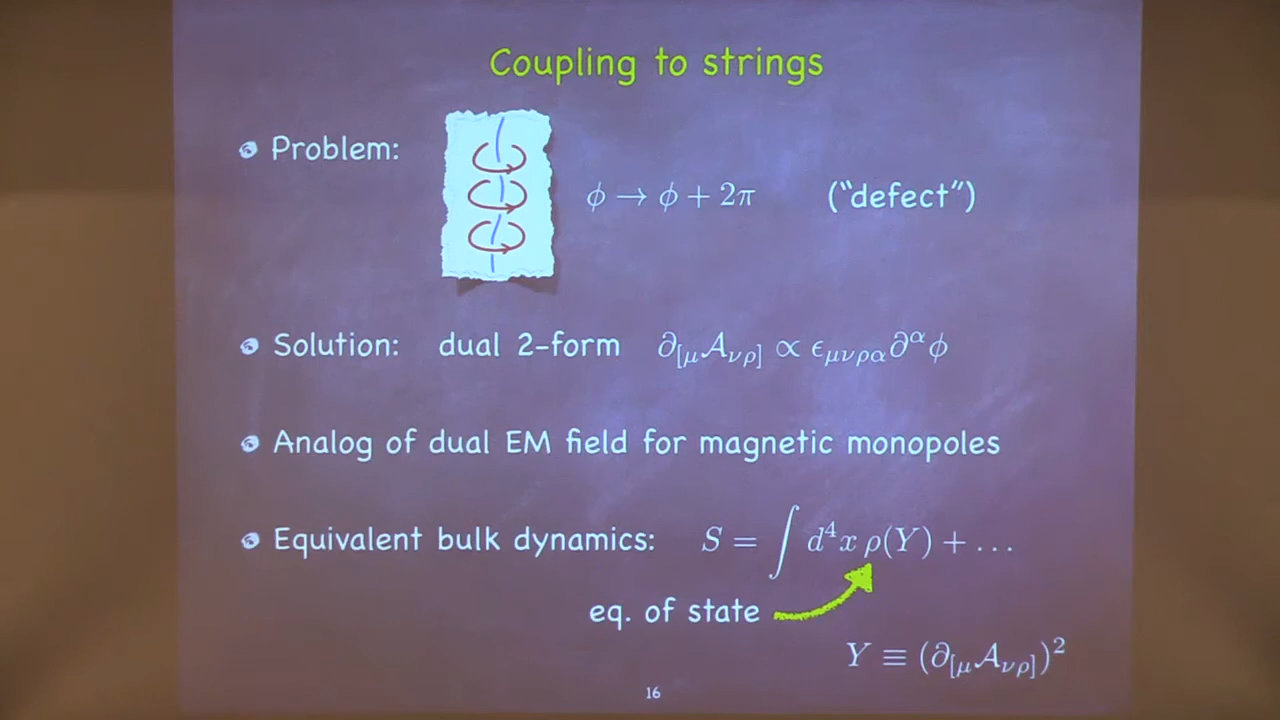 Coupling to strings
Problem:
ϕ → ϕ + 2π ("defect")
Solution: dual 2-form ∂_{[μ}𝒜_{νρ]} ∝ ϵ_{μνρα}∂^α ϕ
Analog of dual EM field for magnetic monopoles
Equivalent bulk dynamics: S = ∫ d⁴x ρ(Y) + ...
eq. of state
Y ≡ (∂_{[μ}𝒜_{νρ]})²
16